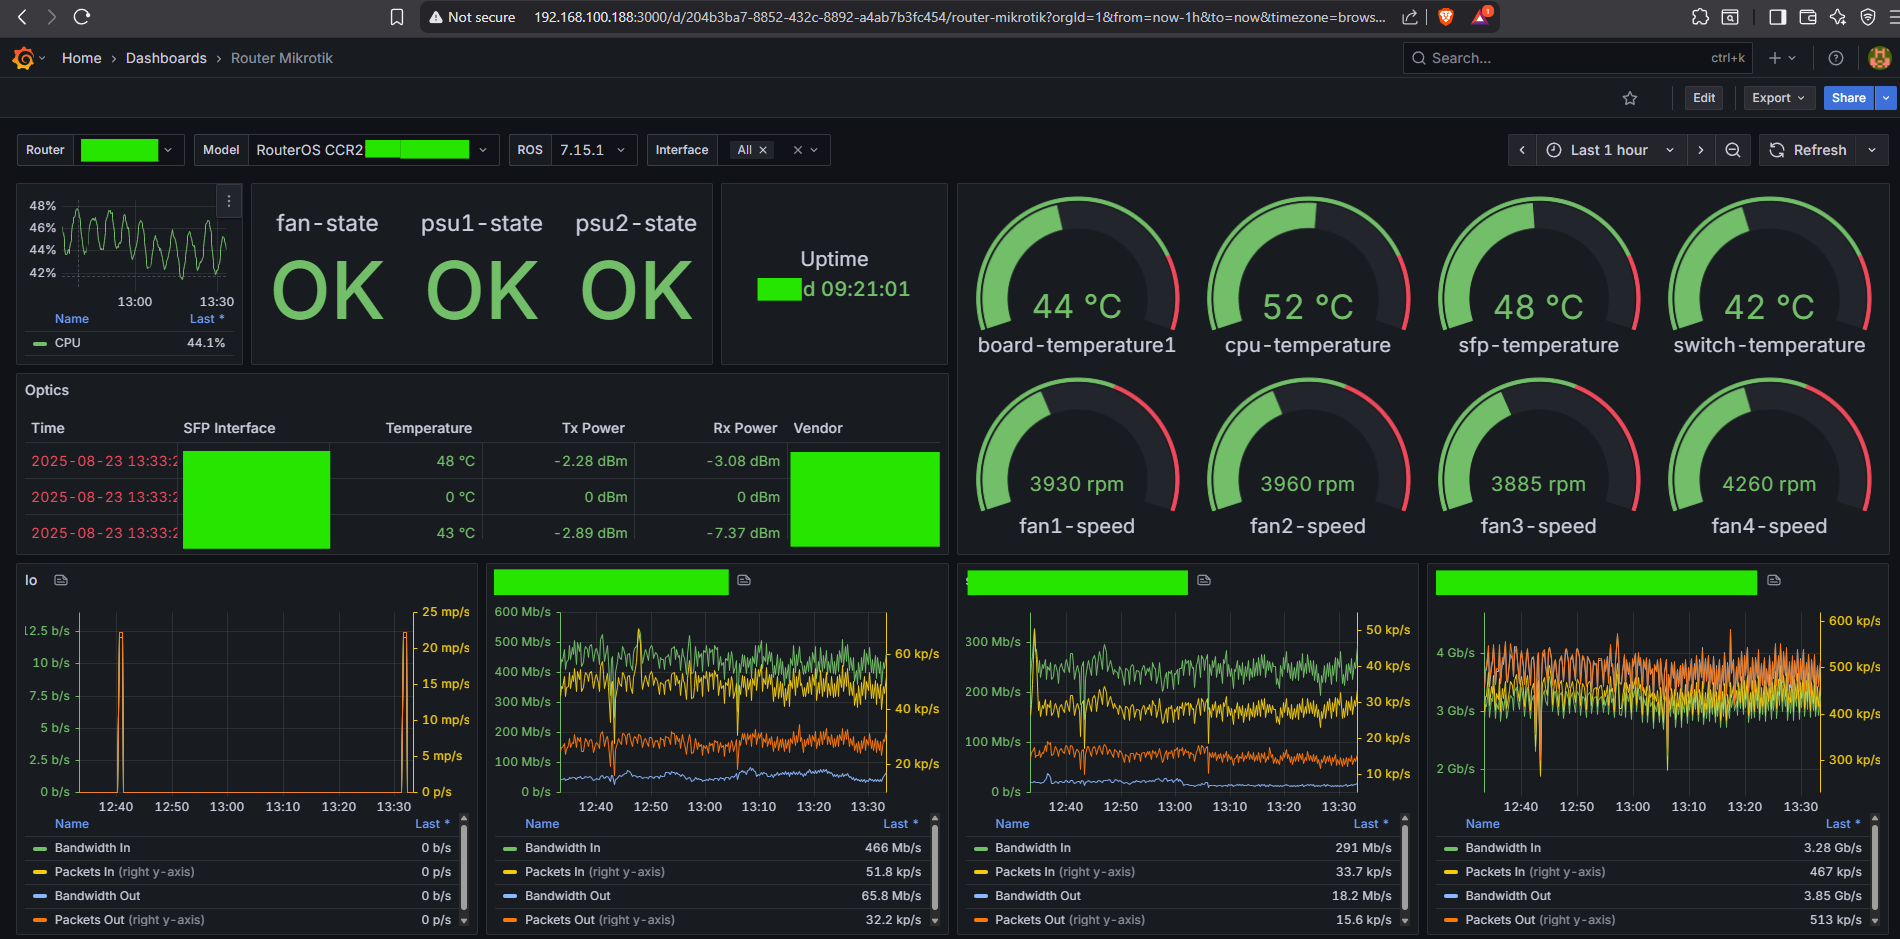 Not secure 192.168.100.188:3000/d/204b3ba7-8852-432c-8892-a4ab7b3fc454/router-mikrotik?orgId=1&from=now-1h&to=now&timezone=brows... 1
Home › Dashboards › Router Mikrotik
Search... ctrl+k
Edit Export Share
Router Model RouterOS CCR2 ROS 7.15.1 Interface All
Last 1 hour Refresh
48%
46%
44%
42%
13:00 13:30
Name Last *
CPU 44.1%
fan-state psu1-state psu2-state
OK OK OK
Uptime
d 09:21:01
44 °C 52 °C 48 °C 42 °C
board-temperature1 cpu-temperature sfp-temperature switch-temperature
3930 rpm 3960 rpm 3885 rpm 4260 rpm
fan1-speed fan2-speed fan3-speed fan4-speed
Optics
Time SFP Interface Temperature Tx Power Rx Power Vendor
2025-08-23 13:33:2 48 °C -2.28 dBm -3.08 dBm
2025-08-23 13:33:2 0 °C 0 dBm 0 dBm
2025-08-23 13:33:2 43 °C -2.89 dBm -7.37 dBm
lo
12.5 b/s
10 b/s
7.5 b/s
5 b/s
2.5 b/s
0 b/s
25 mp/s
20 mp/s
15 mp/s
10 mp/s
5 mp/s
0 p/s
12:40 12:50 13:00 13:10 13:20 13:30
Name Last *
Bandwidth In 0 b/s
Packets In (right y-axis) 0 p/s
Bandwidth Out 0 b/s
Packets Out (right y-axis) 0 p/s
600 Mb/s
500 Mb/s
400 Mb/s
300 Mb/s
200 Mb/s
100 Mb/s
0 b/s
60 kp/s
40 kp/s
20 kp/s
12:40 12:50 13:00 13:10 13:20 13:30
Name Last *
Bandwidth In 466 Mb/s
Packets In (right y-axis) 51.8 kp/s
Bandwidth Out 65.8 Mb/s
Packets Out (right y-axis) 32.2 kp/s
300 Mb/s
200 Mb/s
100 Mb/s
0 b/s
50 kp/s
40 kp/s
30 kp/s
20 kp/s
10 kp/s
12:40 12:50 13:00 13:10 13:20 13:30
Name Last *
Bandwidth In 291 Mb/s
Packets In (right y-axis) 33.7 kp/s
Bandwidth Out 18.2 Mb/s
Packets Out (right y-axis) 15.6 kp/s
4 Gb/s
3 Gb/s
2 Gb/s
600 kp/s
500 kp/s
400 kp/s
300 kp/s
12:40 12:50 13:00 13:10 13:20 13:30
Name Last *
Bandwidth In 3.28 Gb/s
Packets In (right y-axis) 467 kp/s
Bandwidth Out 3.85 Gb/s
Packets Out (right y-axis) 513 kp/s